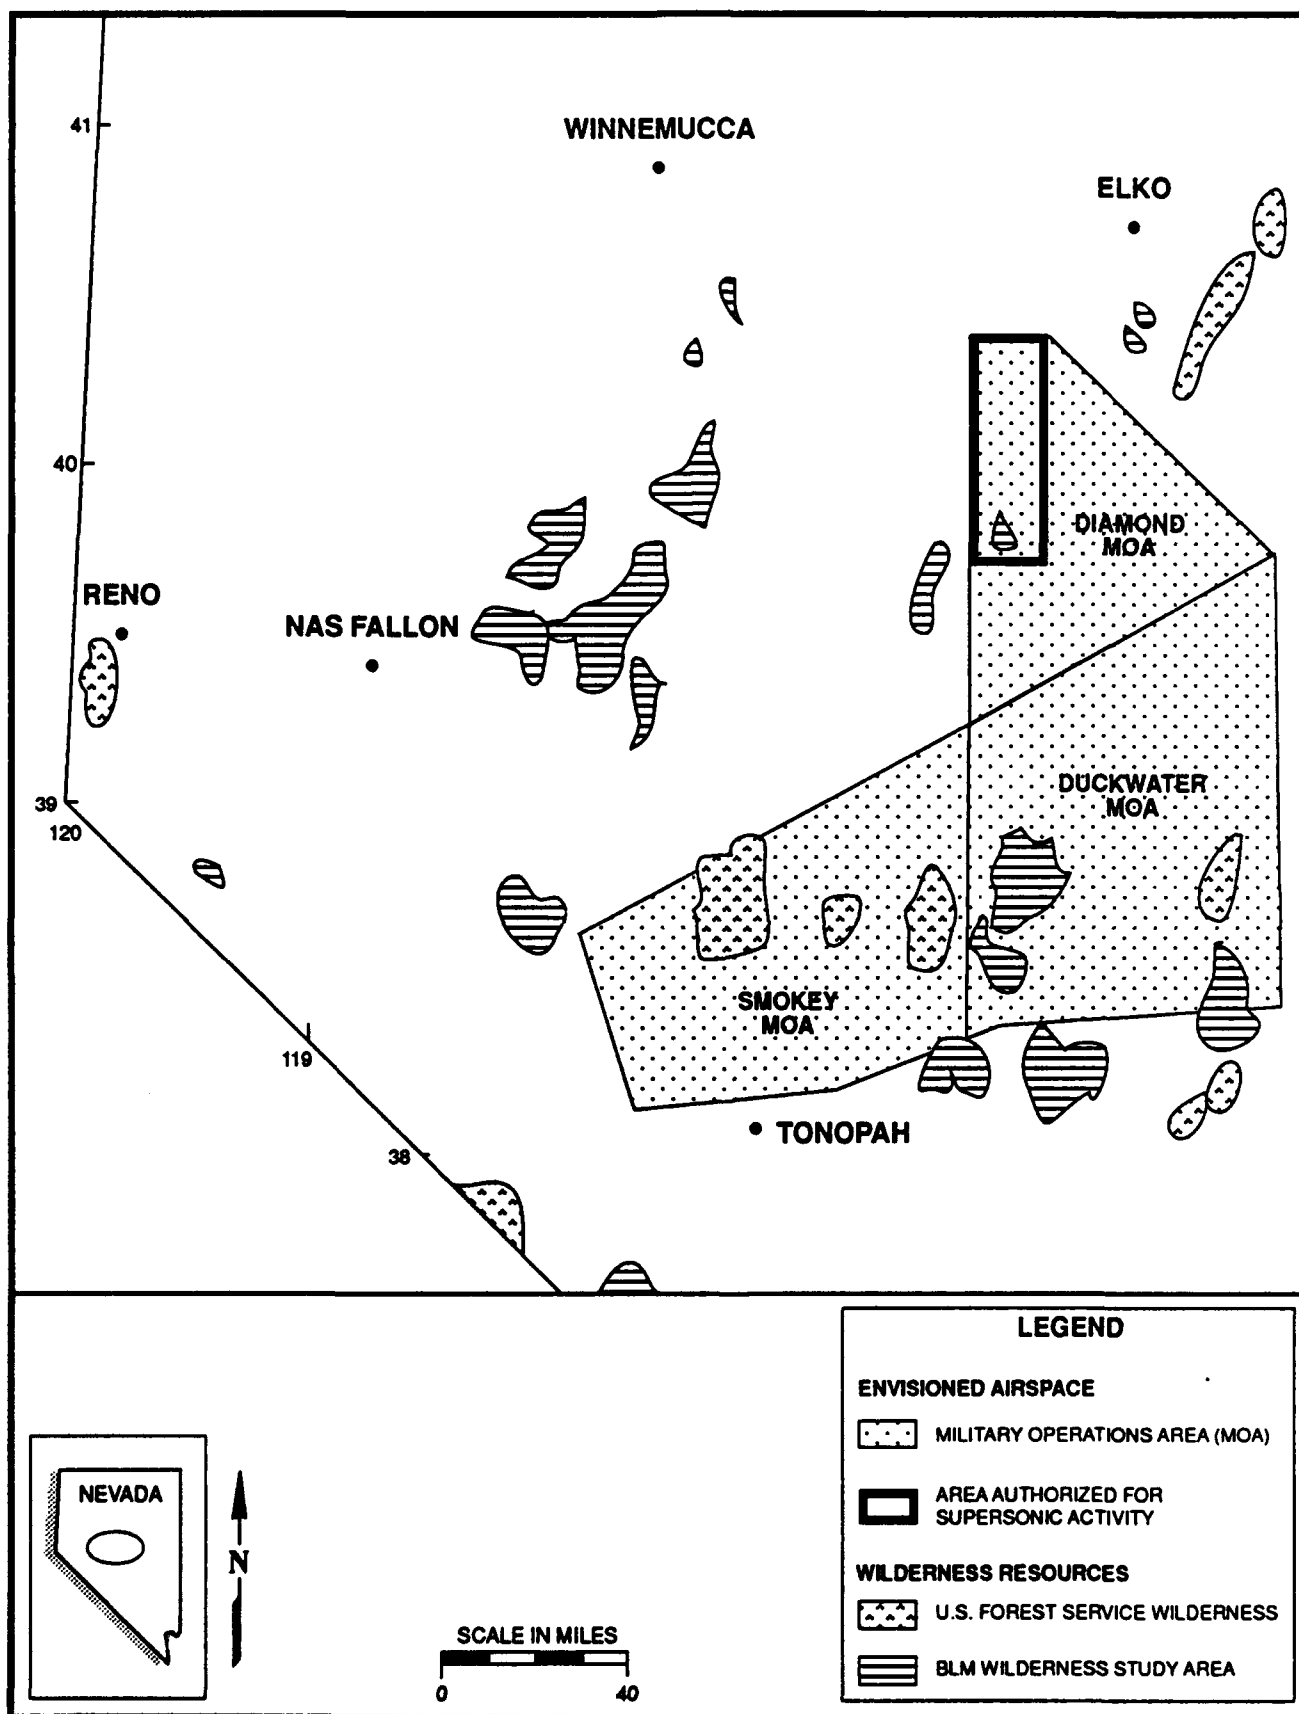 41
WINNEMUCCA
ELKO
40
DIAMOND
MOA
RENO
NAS FALLON
DUCKWATER
MOA
39
120
SMOKEY
MOA
119
TONOPAH
38
LEGEND
ENVISIONED AIRSPACE
MILITARY OPERATIONS AREA (MOA)
AREA AUTHORIZED FOR
SUPERSONIC ACTIVITY
WILDERNESS RESOURCES
U.S. FOREST SERVICE WILDERNESS
BLM WILDERNESS STUDY AREA
NEVADA
N
SCALE IN MILES
0 40